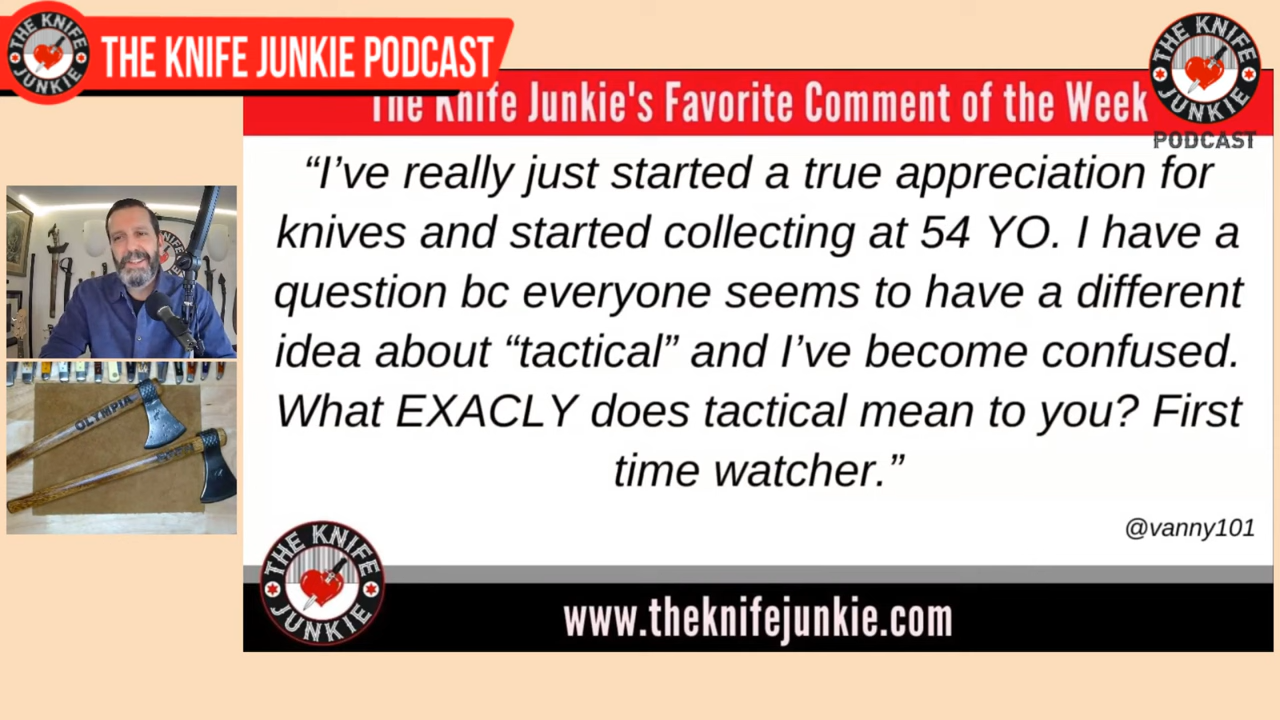 THE KNIFE JUNKIE
THE KNIFE JUNKIE PODCAST
THE KNIFE JUNKIE
PODCAST
The Knife Junkie's Favorite Comment of the Week
“I’ve really just started a true appreciation for
knives and started collecting at 54 YO. I have a
question bc everyone seems to have a different
idea about “tactical” and I’ve become confused.
What EXACLY does tactical mean to you? First
time watcher.”
@vanny101
KNIFE
OLYMPIA
THE KNIFE JUNKIE
www.theknifejunkie.com